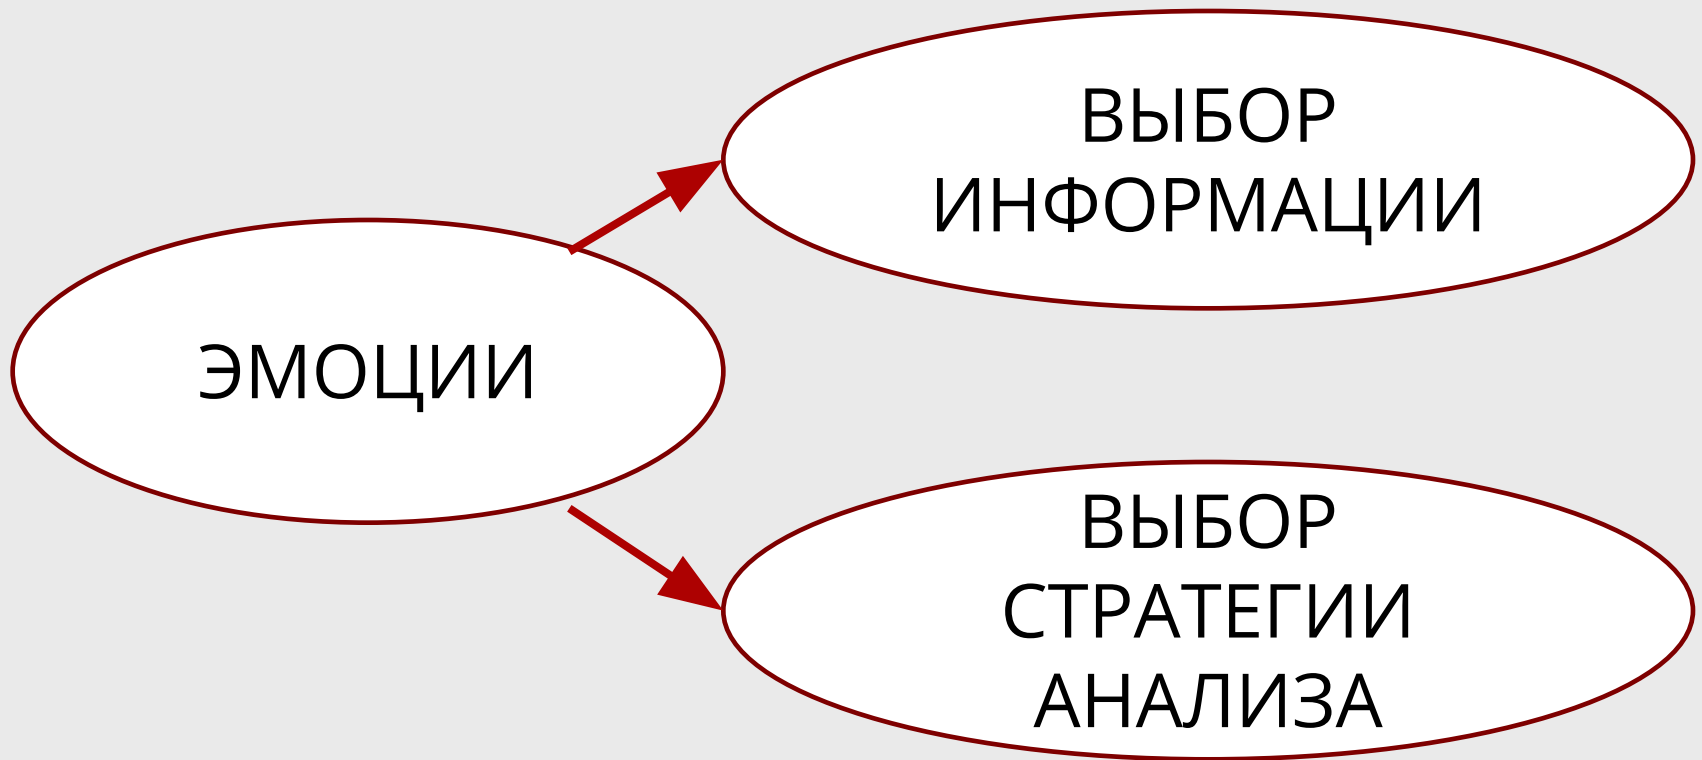 ВЫБОР
ИНФОРМАЦИИ
ЭМОЦИИ
ВЫБОР
СТРАТЕГИИ
АНАЛИЗА